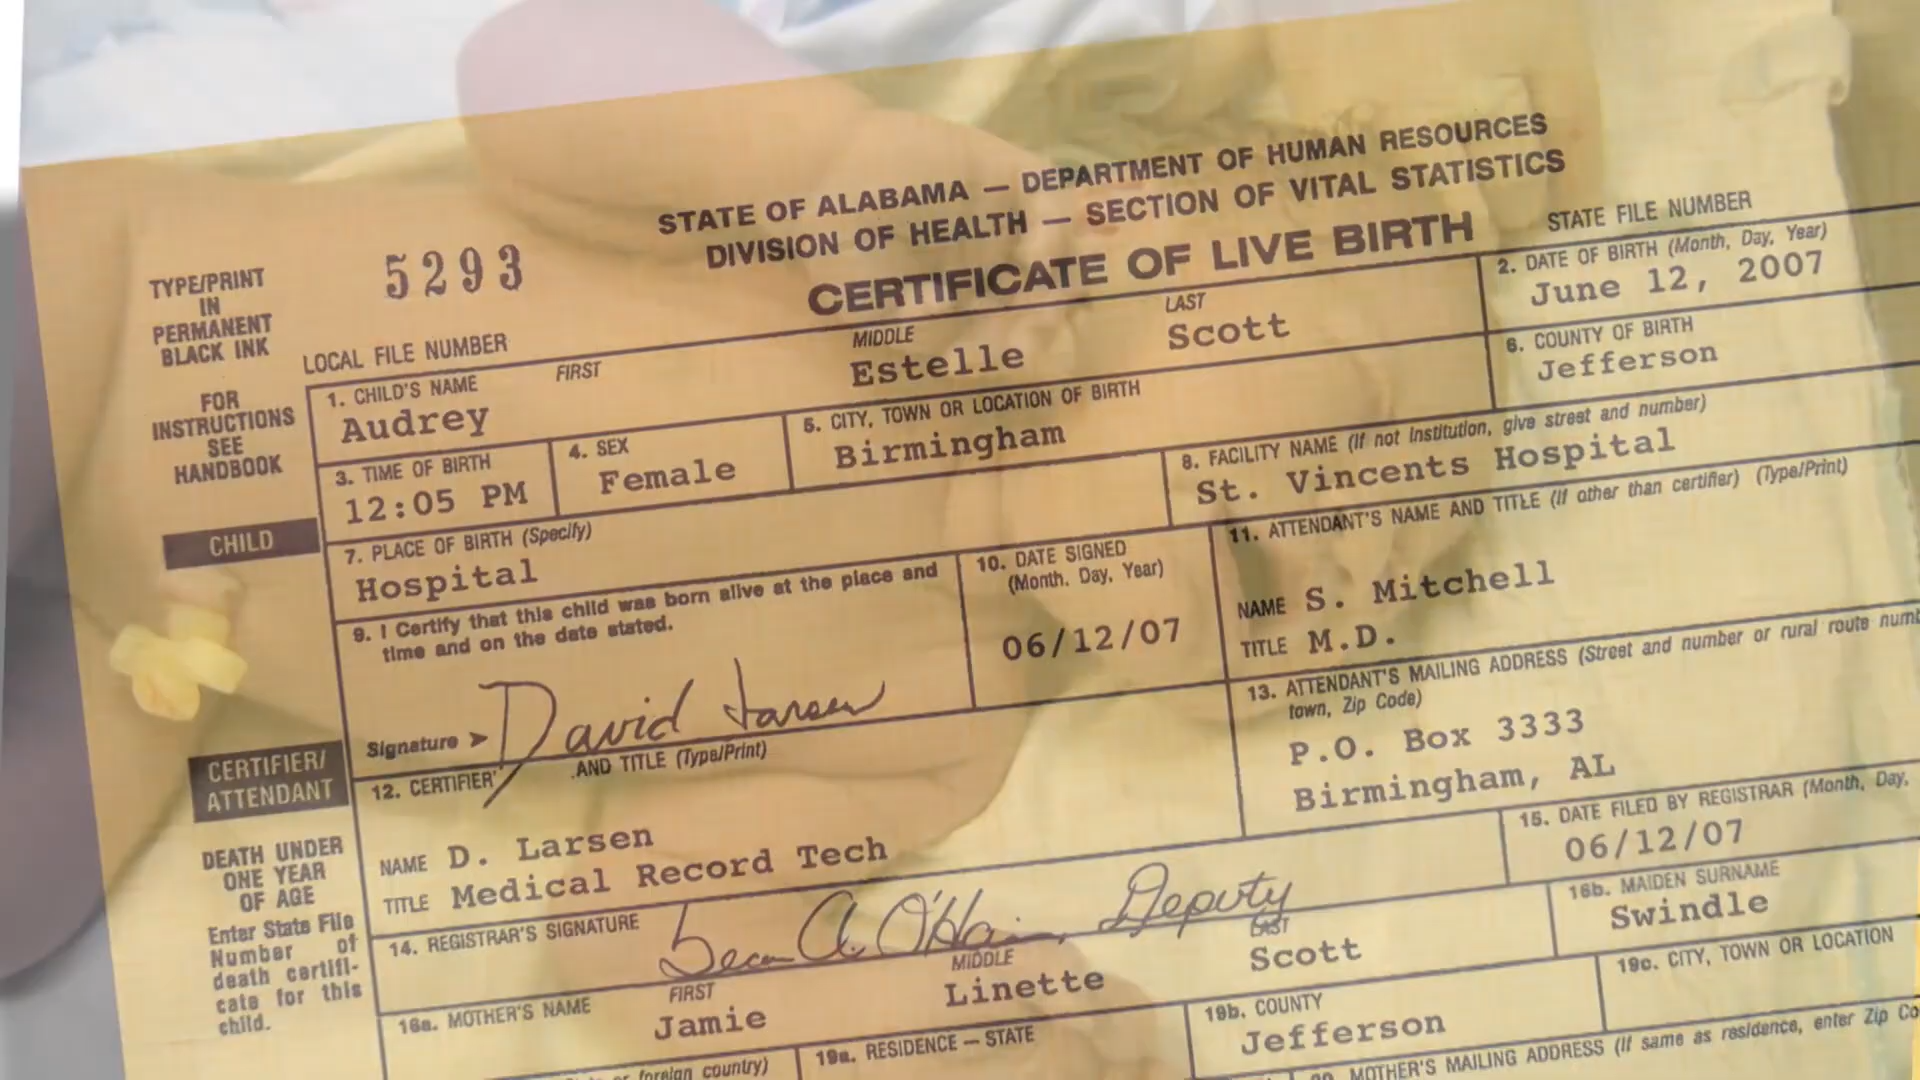 STATE OF ALABAMA — DEPARTMENT OF HUMAN RESOURCES
DIVISION OF HEALTH — SECTION OF VITAL STATISTICS
CERTIFICATE OF LIVE BIRTH
STATE FILE NUMBER
TYPE/PRINT
IN
PERMANENT
BLACK INK
FOR
INSTRUCTIONS
SEE
HANDBOOK
5293
LOCAL FILE NUMBER
1. CHILD'S NAME FIRST MIDDLE LAST
Audrey Estelle Scott
2. DATE OF BIRTH (Month, Day, Year)
June 12, 2007
3. TIME OF BIRTH
12:05 PM
4. SEX
Female
5. CITY, TOWN OR LOCATION OF BIRTH
Birmingham
6. COUNTY OF BIRTH
Jefferson
CHILD
7. PLACE OF BIRTH (Specify)
Hospital
8. FACILITY NAME (If not Institution, give street and number)
St. Vincents Hospital
9. I Certify that this child was born alive at the place and
time and on the date stated.
Signature ➤ David Larsen
10. DATE SIGNED
(Month. Day, Year)
06/12/07
11. ATTENDANT'S NAME AND TITLE (If other than certifier) (Type/Print)
NAME S. Mitchell
TITLE M.D.
CERTIFIER/
ATTENDANT
12. CERTIFIER' AND TITLE (Type/Print)
NAME D. Larsen
TITLE Medical Record Tech
13. ATTENDANT'S MAILING ADDRESS (Street and number or rural route
town, Zip Code)
P.O. Box 3333
Birmingham, AL
DEATH UNDER
ONE YEAR
OF AGE
Enter State File
Number of
death certifi-
cate for this
child.
14. REGISTRAR'S SIGNATURE
A. O'Hain, Deputy
15. DATE FILED BY REGISTRAR (Month, Day,
06/12/07
16a. MOTHER'S NAME FIRST MIDDLE LAST
Jamie Linette Scott
16b. MAIDEN SURNAME
Swindle
foreign country)
19a. RESIDENCE — STATE
19b. COUNTY
Jefferson
19c. CITY, TOWN OR LOCATION
MOTHER'S MAILING ADDRESS (If same as residence, enter Zip